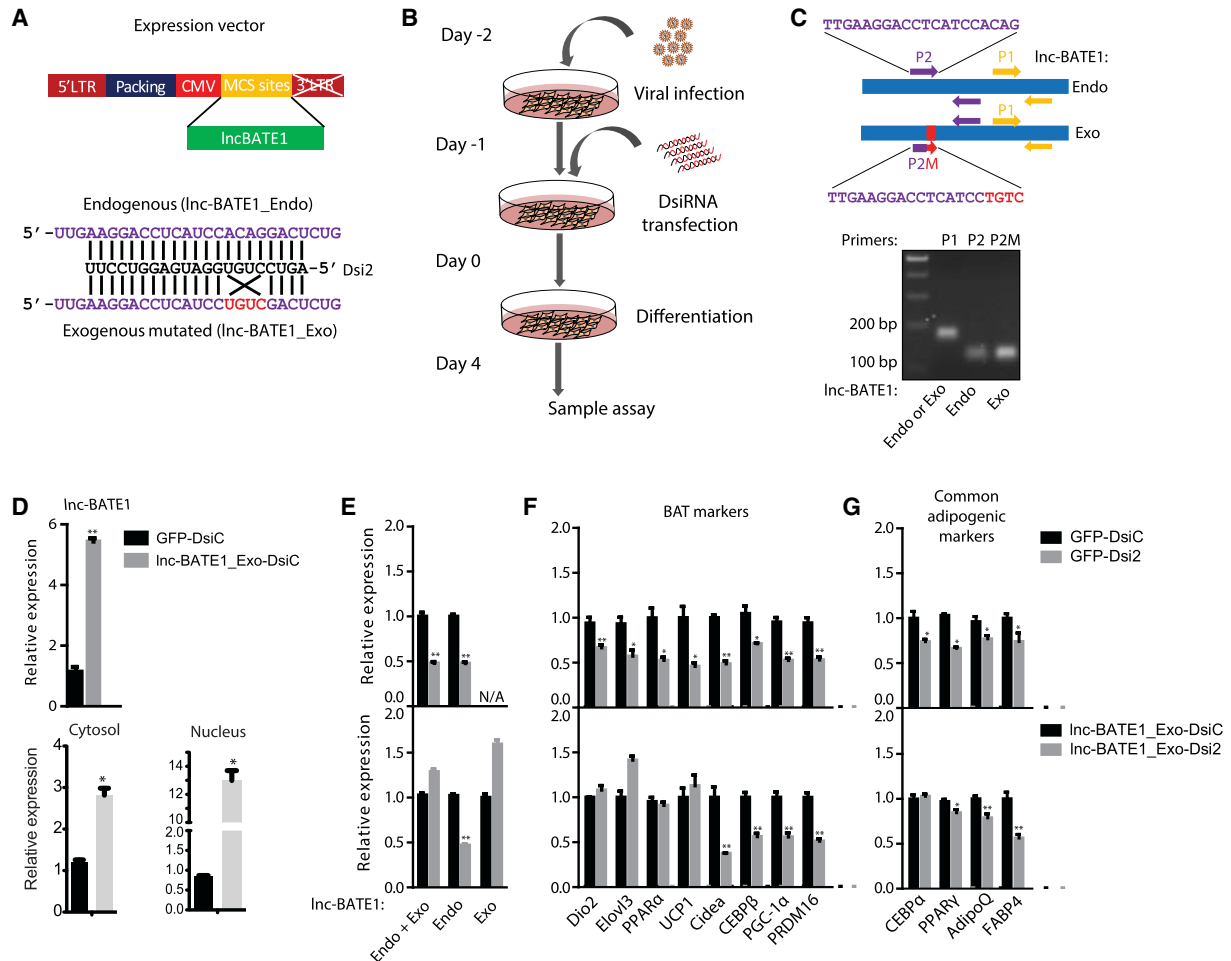 A
Expression vector
5'LTR
Packing
CMV
MCS sites
3'LTR
lncBATE1
Endogenous (lnc-BATE1_Endo)
5'-UUGAAGGACCUCAUCCACAGGACUCUG
UUCCUGGAGUAGGUGUCCUGA-5' Dsi2
5'-UUGAAGGACCUCAUCCUGUCGACUCUG
Exogenous mutated (lnc-BATE1_Exo)
B
Day -2
Viral infection
Day -1
DsiRNA
transfection
Day 0
Differentiation
Day 4
Sample assay
C
TTGAAGGACCTCATCCACAG
P2
P1
lnc-BATE1:
Endo
P1
Exo
P2M
TTGAAGGACCTCATCCTGTC
Primers: P1 P2 P2M
200 bp
100 bp
lnc-BATE1:
Endo or Exo
Endo
Exo
D
lnc-BATE1
Relative expression
6
4
2
0
**
GFP-DsiC
lnc-BATE1_Exo-DsiC
Cytosol
Relative expression
4
3
2
1
0
*
Nucleus
14
13
12
10
2.0
1.5
1.0
0.5
0.0
*
E
Relative expression
2.0
1.5
1.0
0.5
0.0
**
**
N/A
Relative expression
2.0
1.5
1.0
0.5
0.0
**
lnc-BATE1:
Endo + Exo
Endo
Exo
F
BAT markers
2.0
1.5
1.0
0.5
0.0
**
*
*
*
**
*
**
**
2.0
1.5
1.0
0.5
0.0
**
**
**
**
Dio2
Elovl3
PPARα
UCP1
Cidea
CEBPβ
PGC-1α
PRDM16
G
Common
adipogenic
markers
GFP-DsiC
GFP-Dsi2
2.0
1.5
1.0
0.5
0.0
*
*
*
*
lnc-BATE1_Exo-DsiC
lnc-BATE1_Exo-Dsi2
2.0
1.5
1.0
0.5
0.0
*
**
**
CEBPα
PPARγ
AdipoQ
FABP4